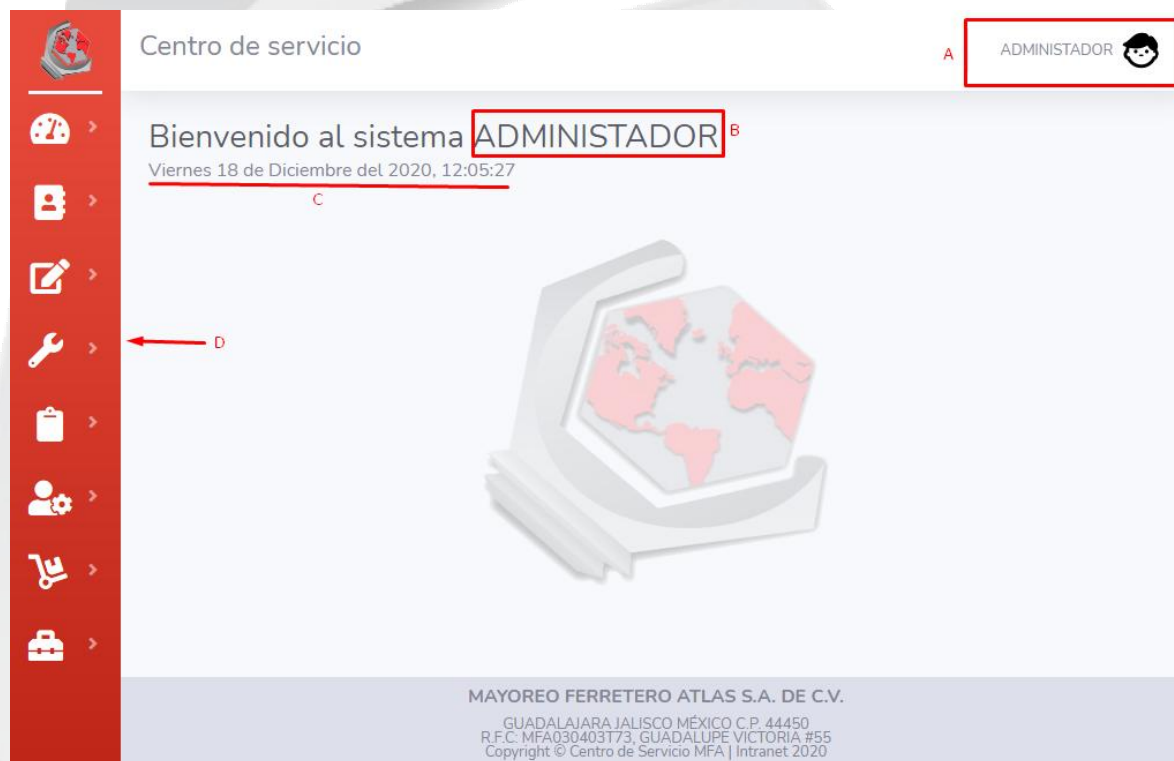 Centro de servicio
A
ADMINISTADOR
Bienvenido al sistema ADMINISTADOR
B
Viernes 18 de Diciembre del 2020, 12:05:27
C
D
MAYOREO FERRETERO ATLAS S.A. DE C.V.
GUADALAJARA JALISCO MÉXICO C.P. 44450
R.F.C: MFA030403T73, GUADALUPE VICTORIA #55
Copyright © Centro de Servicio MFA | Intranet 2020